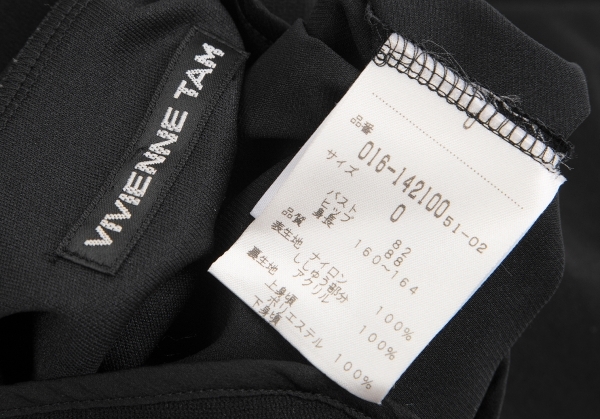 VIVIENNE TAM
0
品番
016-142100 51-02
サイズ
0
バスト 82
ヒップ 88
身長 160~164
品質
表生地 ナイロン 100%
ししゅう部分
アクリル 100%
裏生地
上身頃
ポリエステル 100%
下身頃